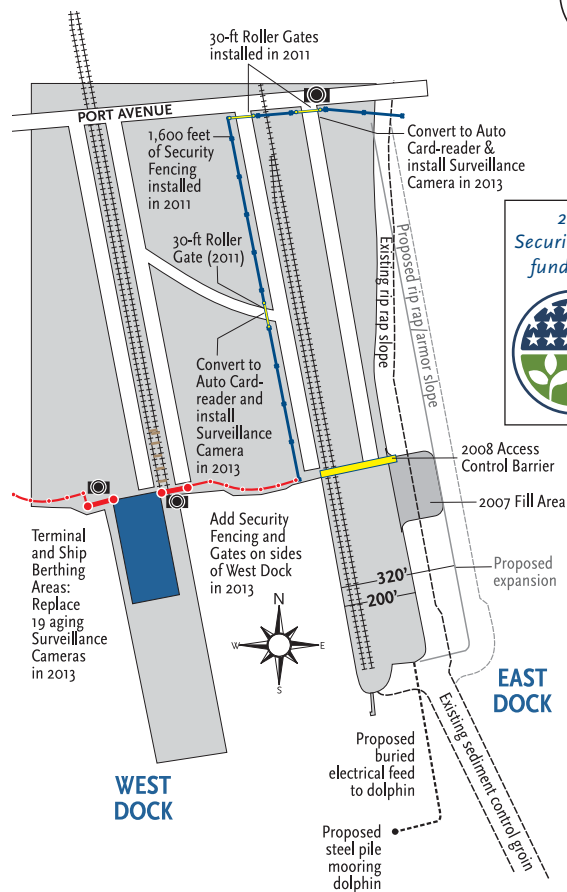 30-ft Roller Gates
installed in 2011
PORT AVENUE
1,600 feet
of Security
Fencing
installed
in 2011
Convert to Auto
Card-reader &
install Surveillance
Camera in 2013
30-ft Roller
Gate (2011)
Existing rip rap slope
Proposed rip rap/armor slope
2
Securi
fund
Convert to
Auto Card-
reader and
install
Surveillance
Camera
in 2013
2008 Access
Control Barrier
2007 Fill Area
Terminal
and Ship
Berthing
Areas:
Replace
19 aging
Surveillance
Cameras
in 2013
Add Security
Fencing and
Gates on sides
of West Dock
in 2013
320'
200'
Proposed
expansion
N
W
E
S
EAST
DOCK
Existing sediment control groin
WEST
DOCK
Proposed
buried
electrical feed
to dolphin
Proposed
steel pile
mooring
dolphin